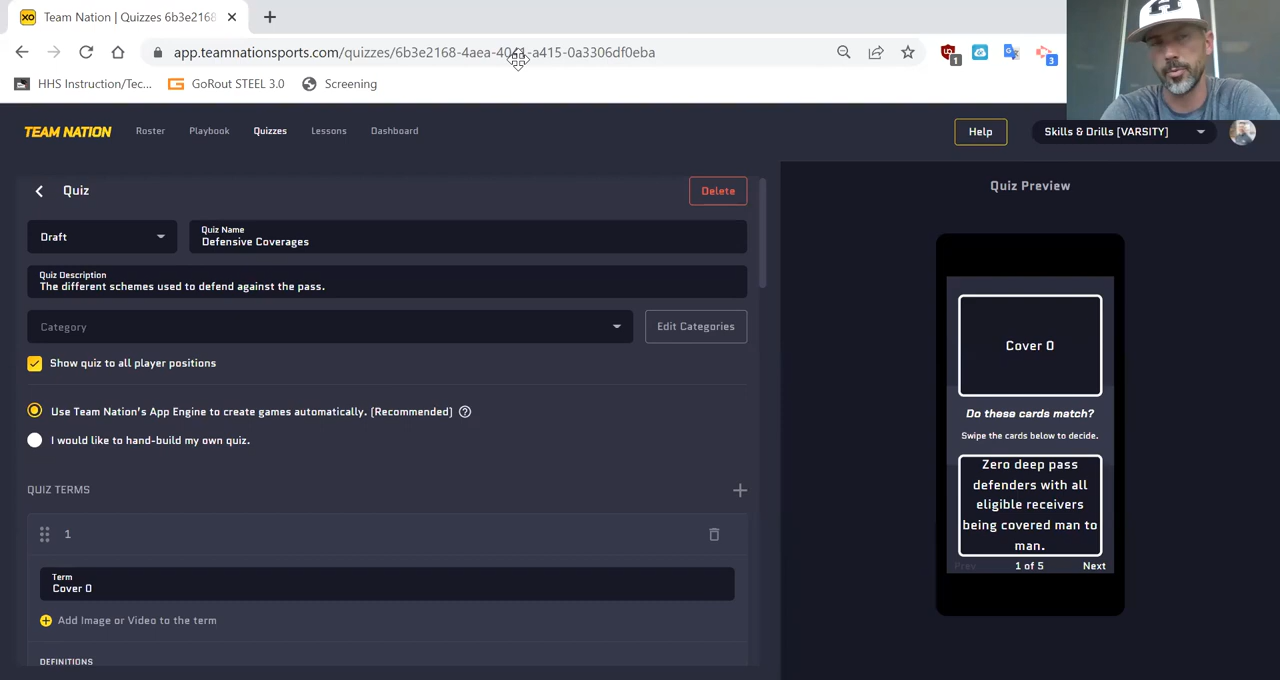 XO Team Nation | Quizzes 6b3e2168
app.teamnationsports.com/quizzes/6b3e2168-4aea-4041-a415-0a3306df0eba
1
3
HHS Instruction/Tec...
GoRout STEEL 3.0
Screening
H
TEAM NATION
Roster
Playbook
Quizzes
Lessons
Dashboard
Help
Skills & Drills [VARSITY]
Quiz
Delete
Draft
Quiz Name
Defensive Coverages
Quiz Description
The different schemes used to defend against the pass.
Category
Edit Categories
Show quiz to all player positions
Use Team Nation's App Engine to create games automatically. [Recommended] ?
I would like to hand-build my own quiz.
QUIZ TERMS
1
Term
Cover 0
Add Image or Video to the term
DEFINITIONS
Quiz Preview
Cover 0
Do these cards match?
Swipe the cards below to decide.
Zero deep pass
defenders with all
eligible receivers
being covered man to
man.
Prev
1 of 5
Next